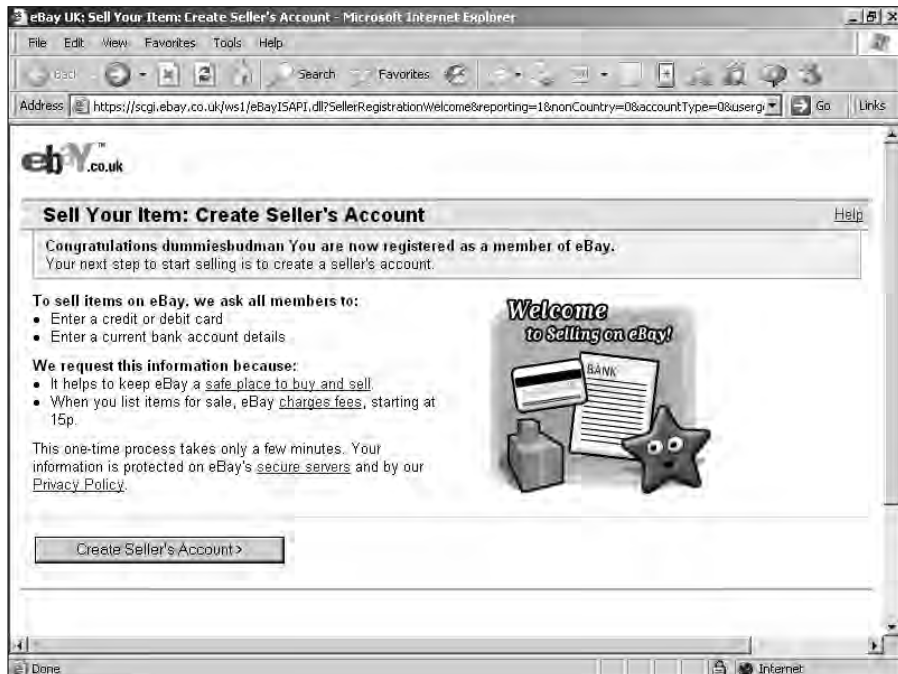 eBay UK: Sell Your Item: Create Seller's Account - Microsoft Internet Explorer
File Edit View Favorites Tools Help
Back Search Favorites
Address https://scgi.ebay.co.uk/ws1/eBayISAPI.dll?SellerRegistrationWelcome&reporting=1&nonCountry=0&accountType=0&userg Go Links
ebaY™.co.uk
Sell Your Item: Create Seller's Account Help
Congratulations dummiesbudman You are now registered as a member of eBay.
Your next step to start selling is to create a seller's account.
To sell items on eBay, we ask all members to:
• Enter a credit or debit card
• Enter a current bank account details
We request this information because:
• It helps to keep eBay a safe place to buy and sell.
• When you list items for sale, eBay charges fees, starting at
15p.
This one-time process takes only a few minutes. Your
information is protected on eBay's secure servers and by our
Privacy Policy.
Welcome
to Selling on eBay!
BANK
Create Seller's Account >
Done Internet